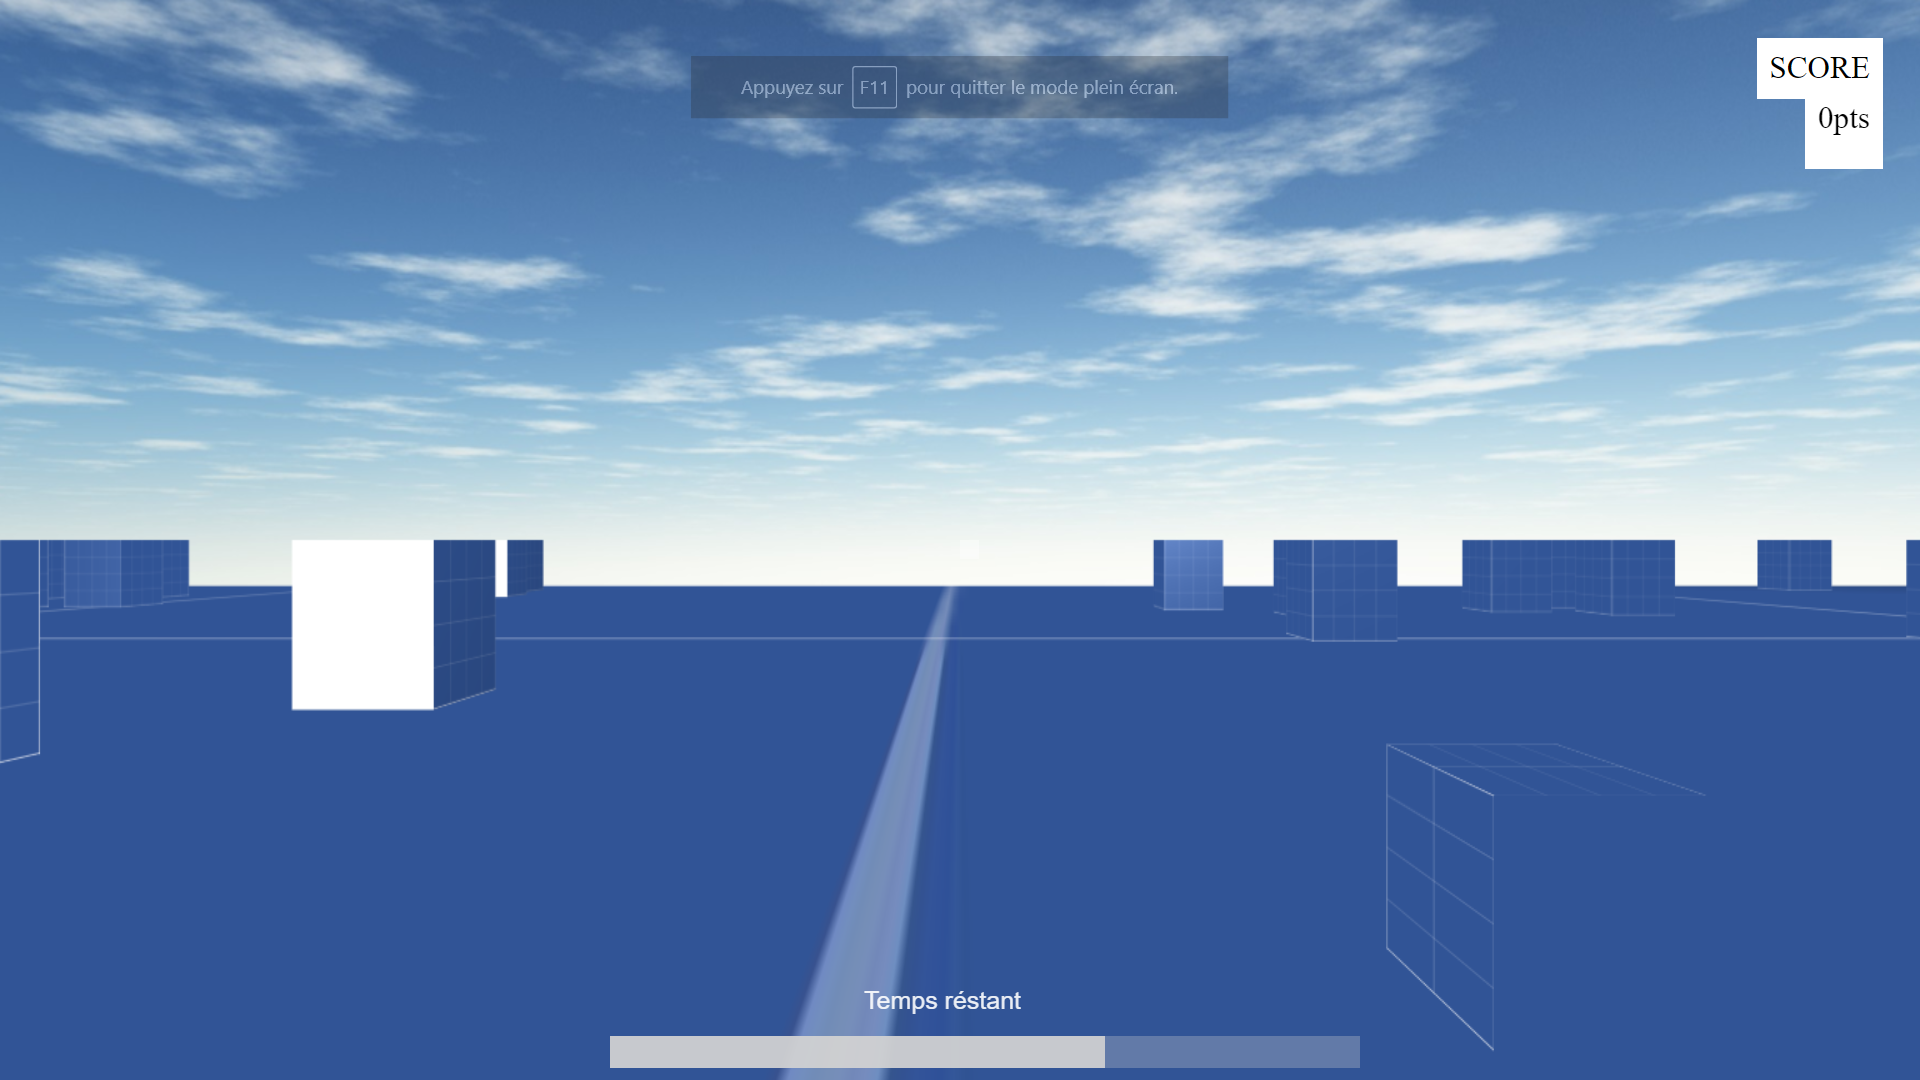 Appuyez sur F11 pour quitter le mode plein écran.
SCORE
0pts
Temps réstant